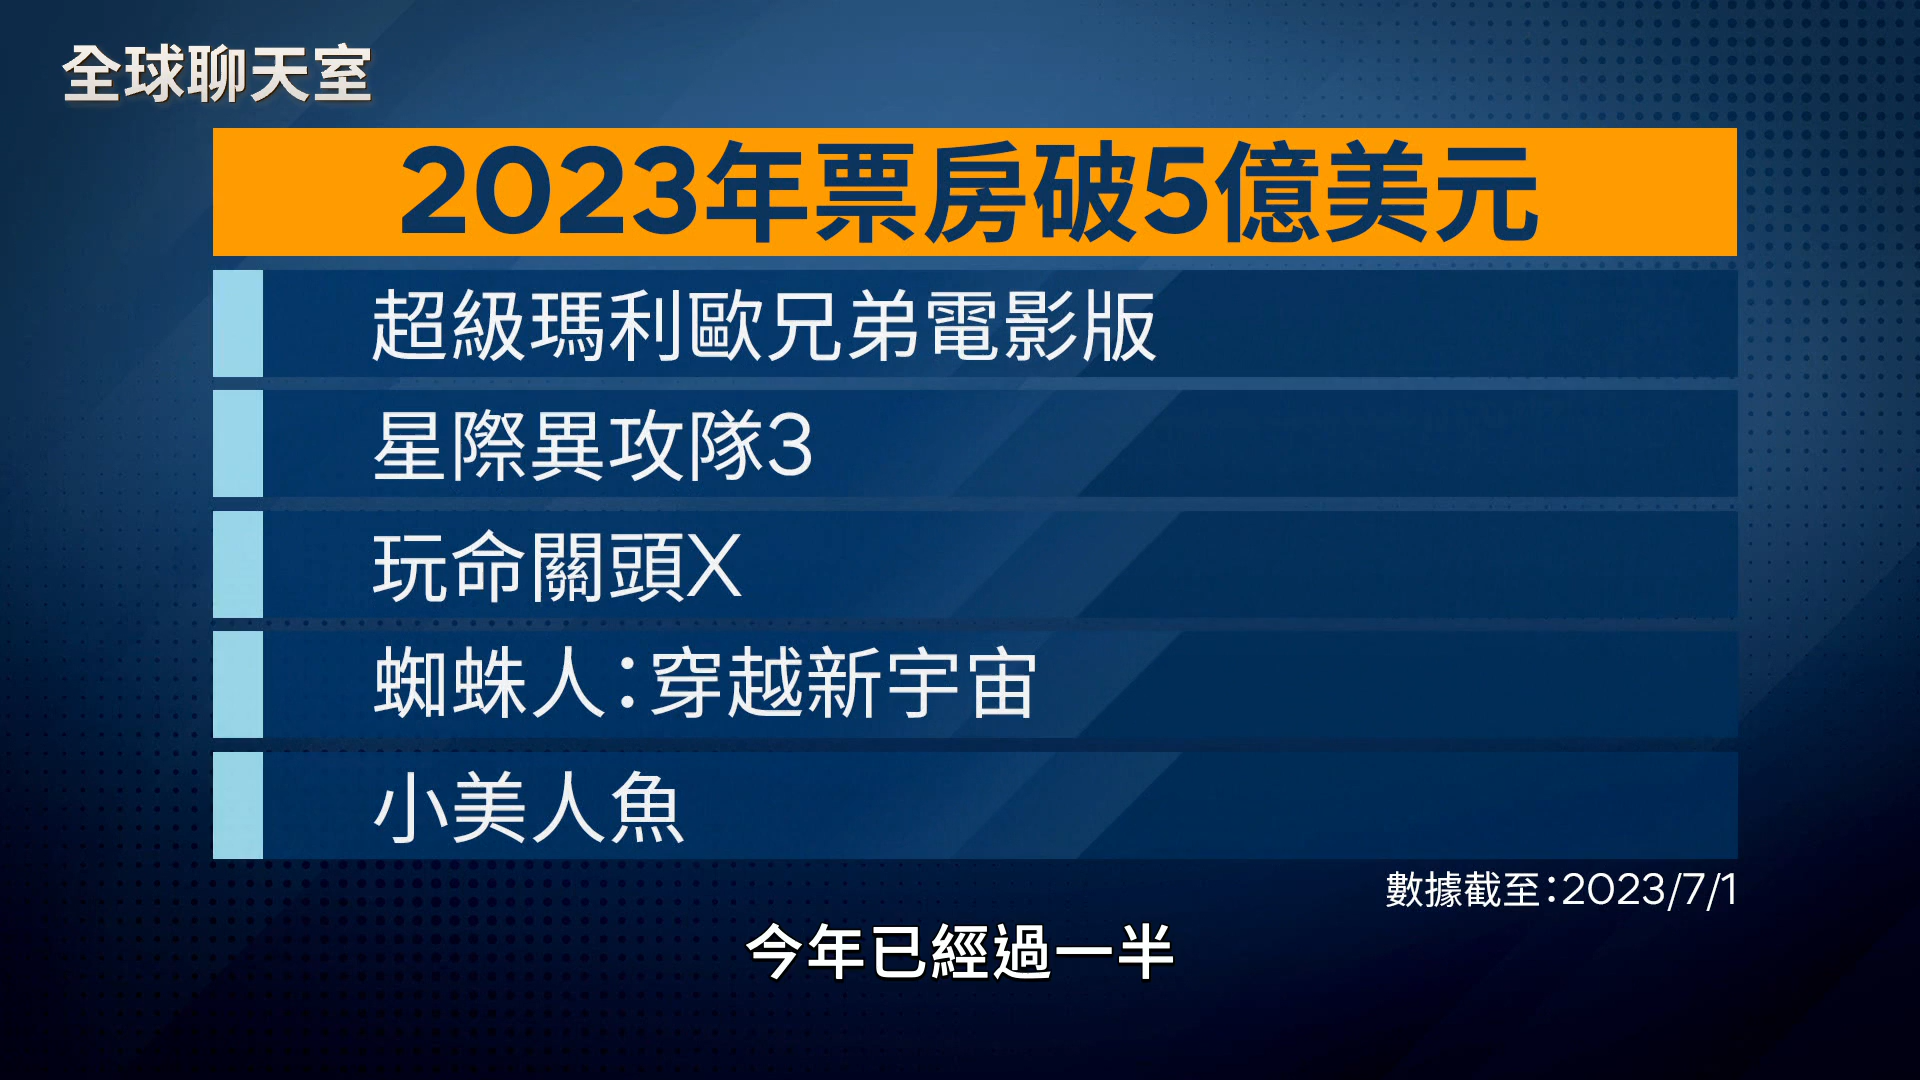 全球聊天室
2023年票房破5億美元
超級瑪利歐兄弟電影版
星際異攻隊3
玩命關頭X
蜘蛛人：穿越新宇宙
小美人魚
數據截至：2023/7/1
今年已經過一半